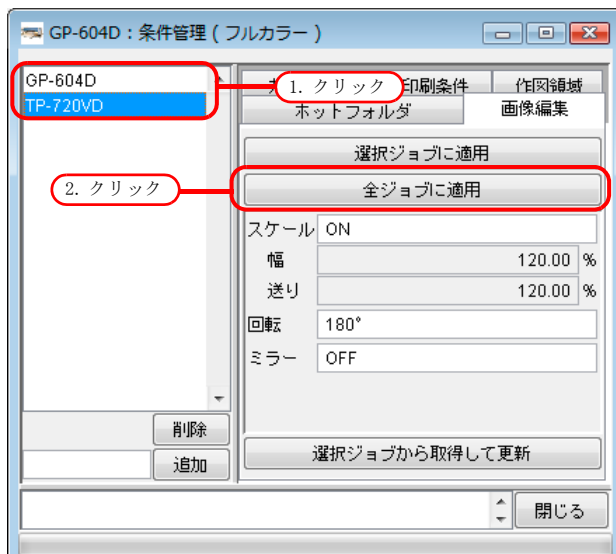 GP-604D：条件管理 ( フルカラー )
GP-604D
TP-720VD
1. クリック
印刷条件
作図領域
ホットフォルダ
画像編集
選択ジョブに適用
2. クリック
全ジョブに適用
スケール ON
幅 120.00 %
送り 120.00 %
回転 180°
ミラー OFF
削除
追加
選択ジョブから取得して更新
閉じる